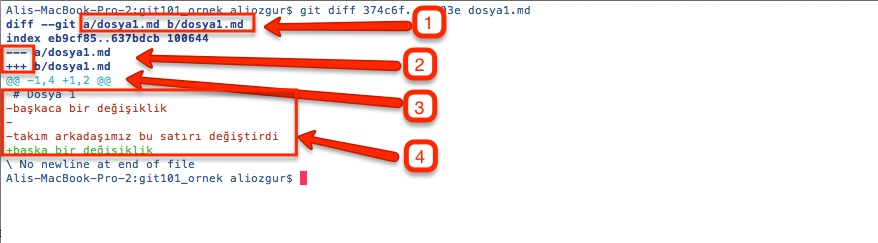 Alis-MacBook-Pro-2:git101_ornek aliozgur$ git diff 374c6f. 03e dosya1.md
diff --git a/dosya1.md b/dosya1.md
index eb9cf85..637bdcb 100644
--- a/dosya1.md
+++ b/dosya1.md
@@ -1,4 +1,2 @@
# Dosya 1
-başkaca bir değişiklik
-
-takım arkadaşımız bu satırı değiştirdi
+başka bir değişiklik
\ No newline at end of file
Alis-MacBook-Pro-2:git101_ornek aliozgur$
1
2
3
4